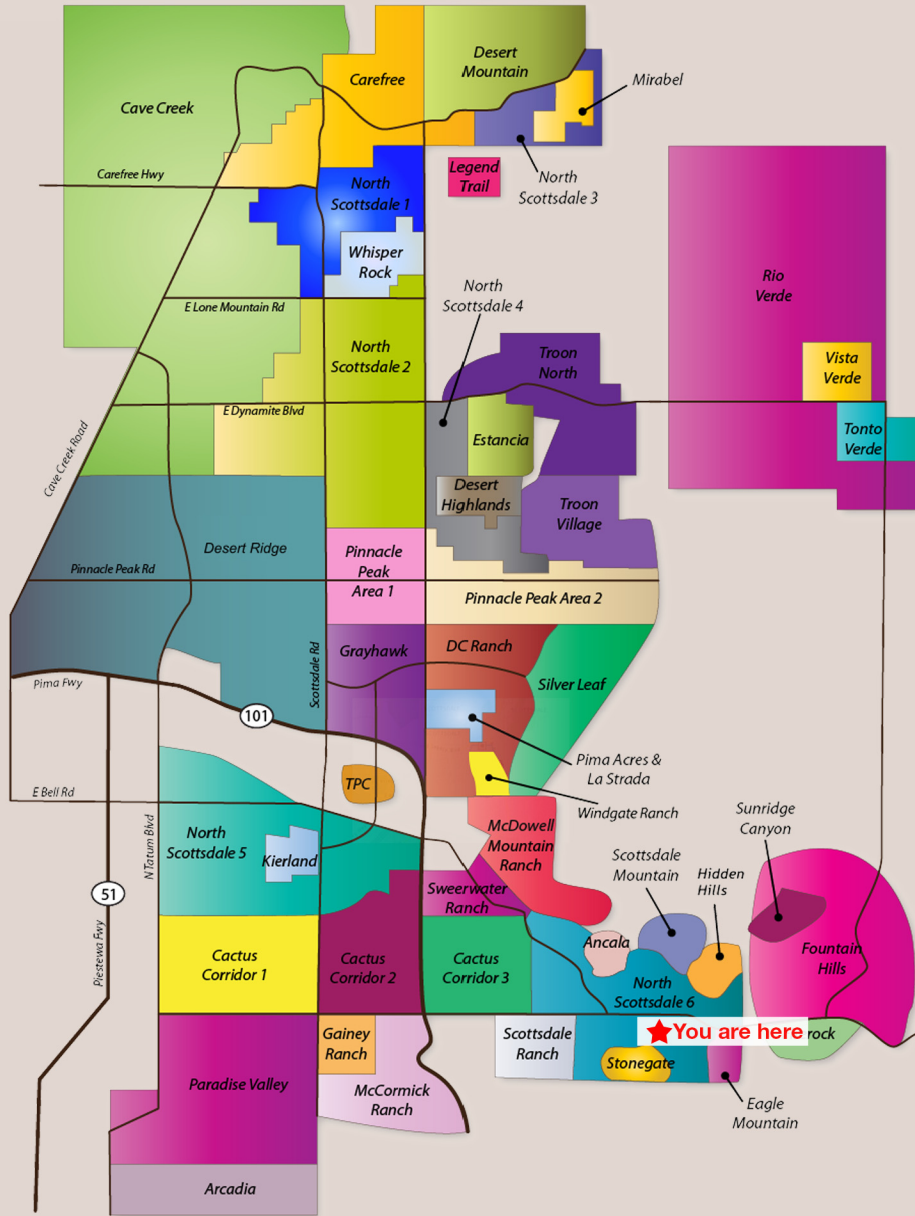 Cave Creek
Carefree
Desert
Mountain
Mirabel
Carefree Hwy
North
Scottsdale 1
Legend
Trail
North
Scottsdale 3
Whisper
Rock
E Lone Mountain Rd
North
Scottsdale 4
Rio
Verde
North
Scottsdale 2
Troon
North
Vista
Verde
E Dynamite Blvd
Cave Creek Road
Estancia
Tonto
Verde
Desert
Highlands
Troon
Village
Desert Ridge
Pinnacle
Peak
Area 1
Pinnacle Peak Rd
Pinnacle Peak Area 2
Scottsdale Rd
Grayhawk
DC Ranch
Silver Leaf
Pima Fwy
101
Pima Acres &
La Strada
TPC
Windgate Ranch
E Bell Rd
N Tatum Blvd
North
Scottsdale 5
Kierland
McDowell
Mountain
Ranch
Sunridge
Canyon
Scottsdale
Mountain
Hidden
Hills
51
Piestewa Fwy
Sweerwater
Ranch
Cactus
Corridor 1
Cactus
Corridor 2
Cactus
Corridor 3
Ancala
Fountain
Hills
North
Scottsdale 6
You are here
rock
Gainey
Ranch
Scottsdale
Ranch
Stonegate
Paradise Valley
McCormick
Ranch
Eagle
Mountain
Arcadia